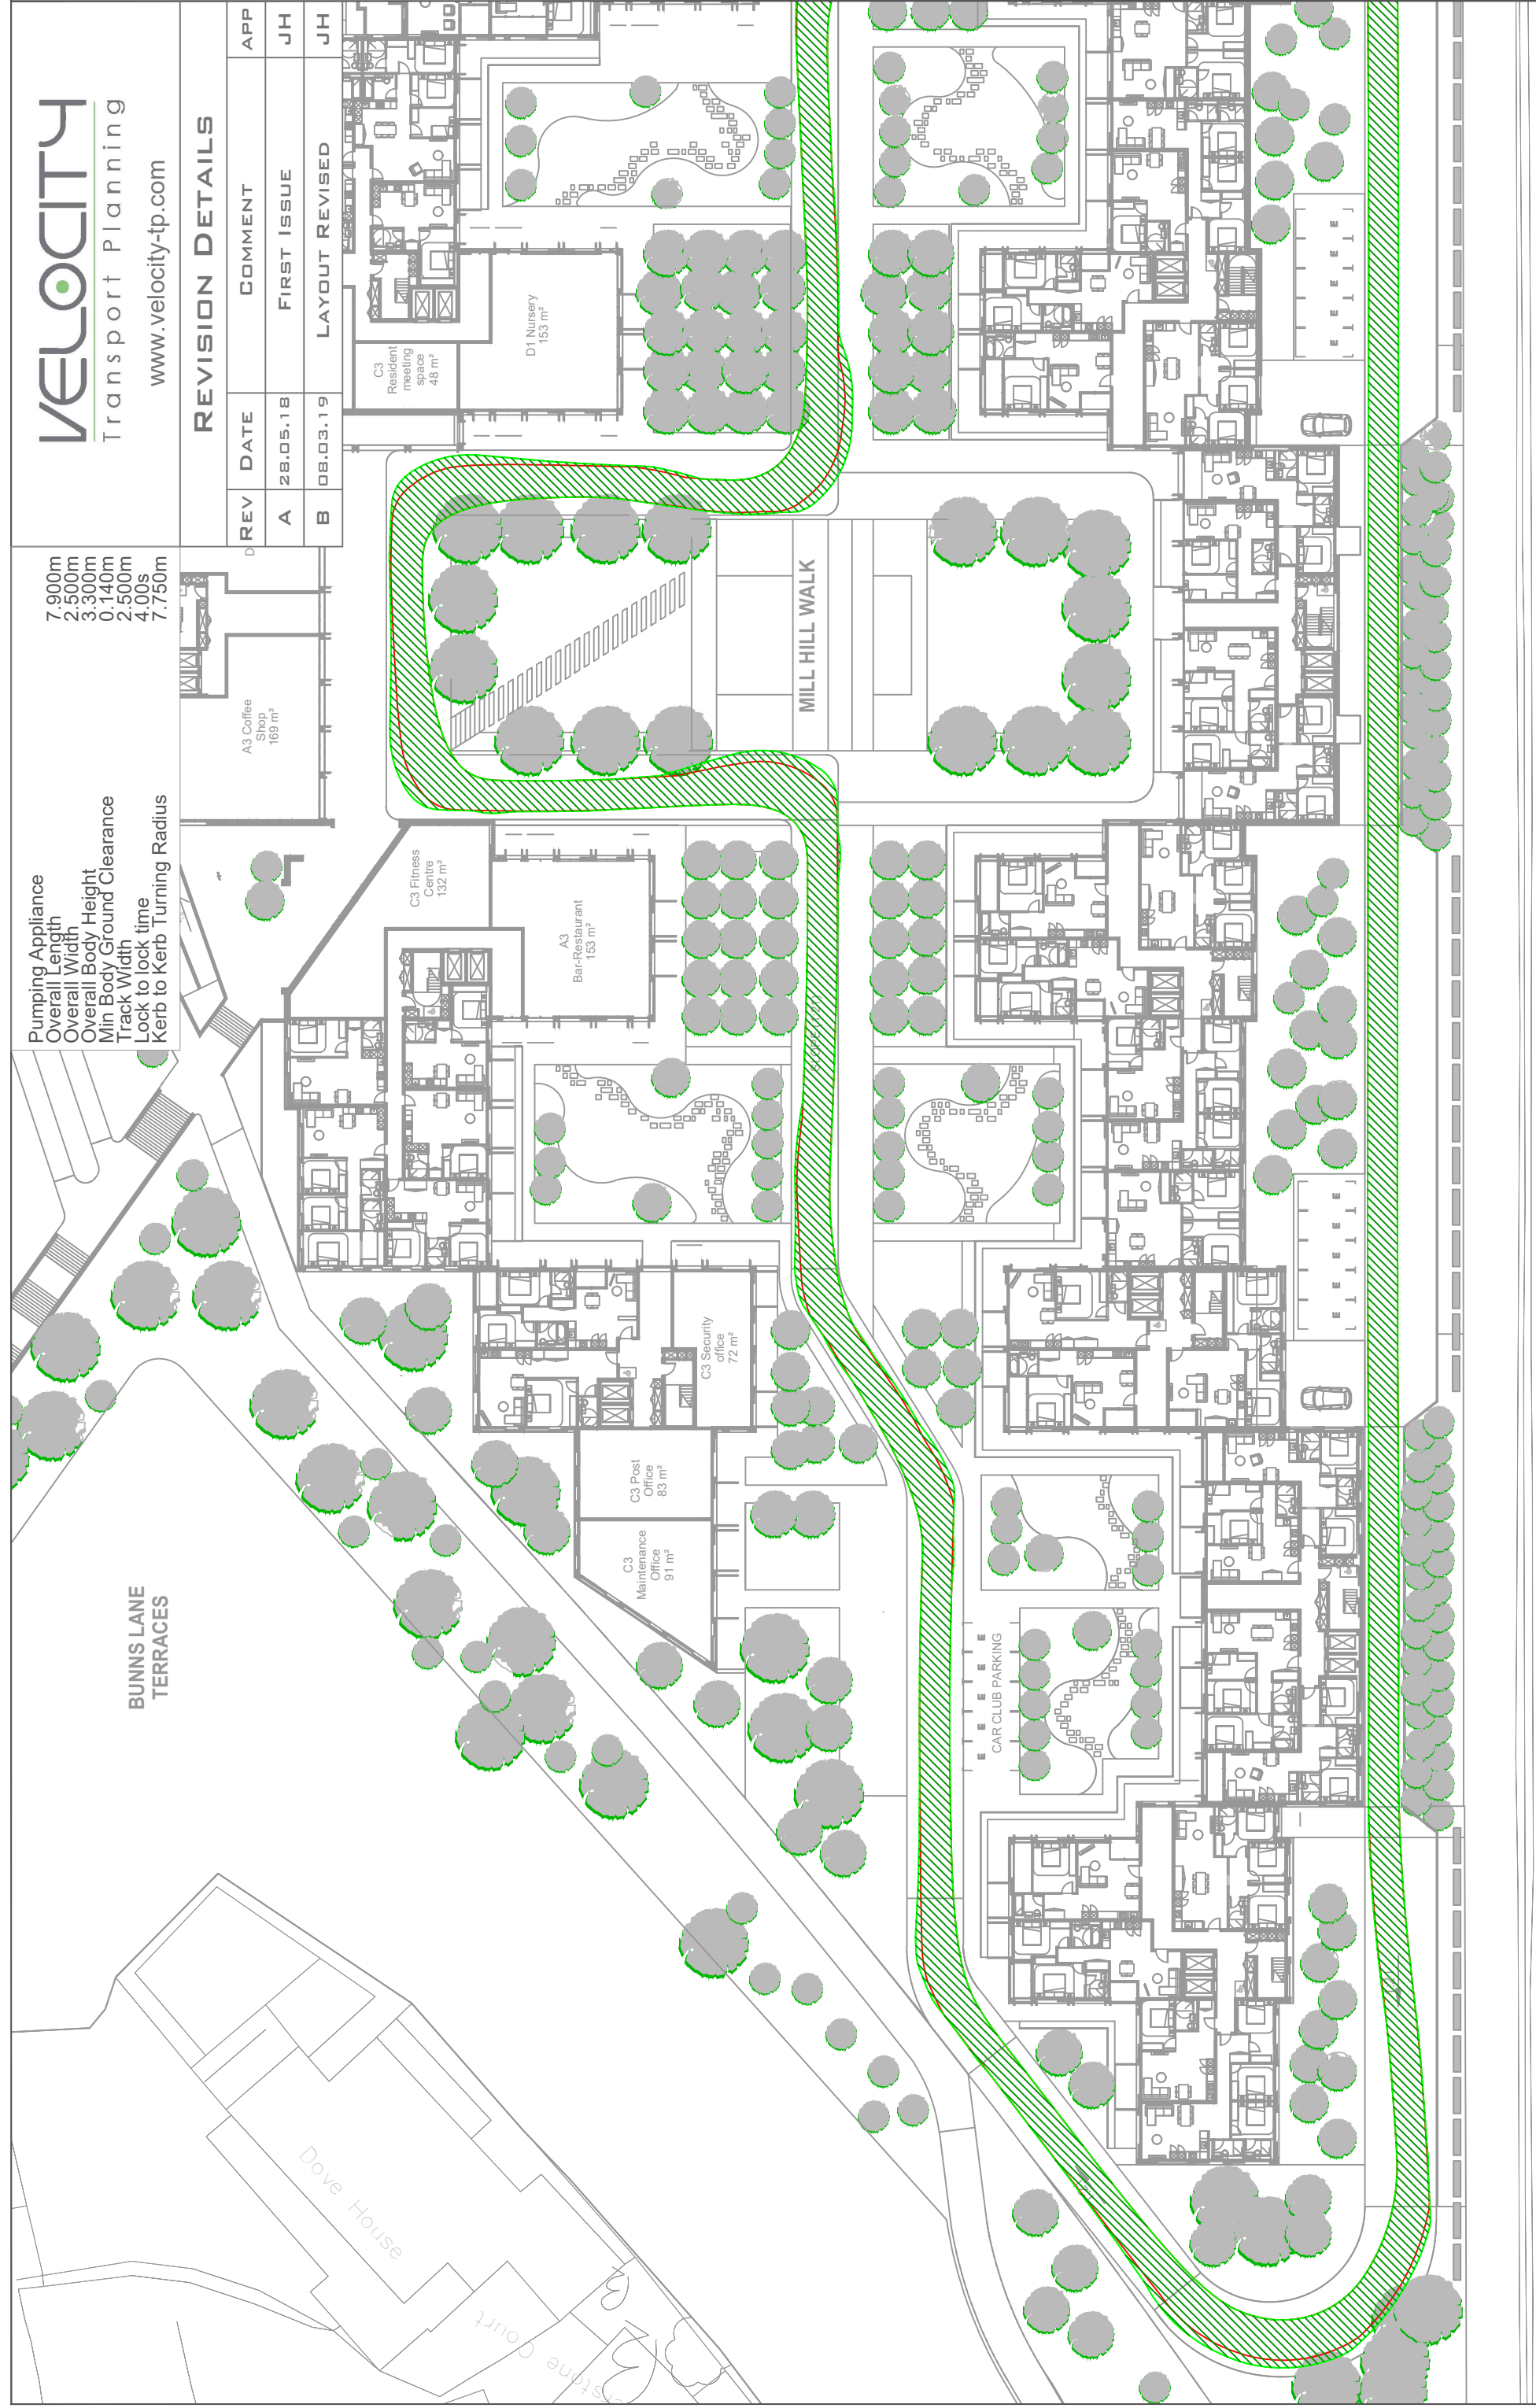 VELOCITY
Transport Planning
www.velocity-tp.com
REVISION DETAILS
REV DATE COMMENT APP
A 28.05.18 FIRST ISSUE JH
B 08.03.19 LAYOUT REVISED JH
Pumping Appliance
Overall Length 7.900m
Overall Width 2.500m
Overall Body Height 3.300m
Min Body Ground Clearance 0.140m
Track Width 2.500m
Lock to lock time 4.00s
Kerb to Kerb Turning Radius 7.750m
D
A3 Coffee
Shop
169 m²
C3
Resident
meeting
space
48 m²
D1 Nursery
153 m²
MILL HILL WALK
C3 Fitness
Centre
132 m²
A3
Bar-Restaurant
153 m²
C3 Security
office
72 m²
C3 Post
Office
83 m²
C3
Maintenance
Office
91 m²
CAR CLUB PARKING
E E E E E
E E E E E
E E E E E
BUNNS LANE
TERRACES
Dove House
erstone Court